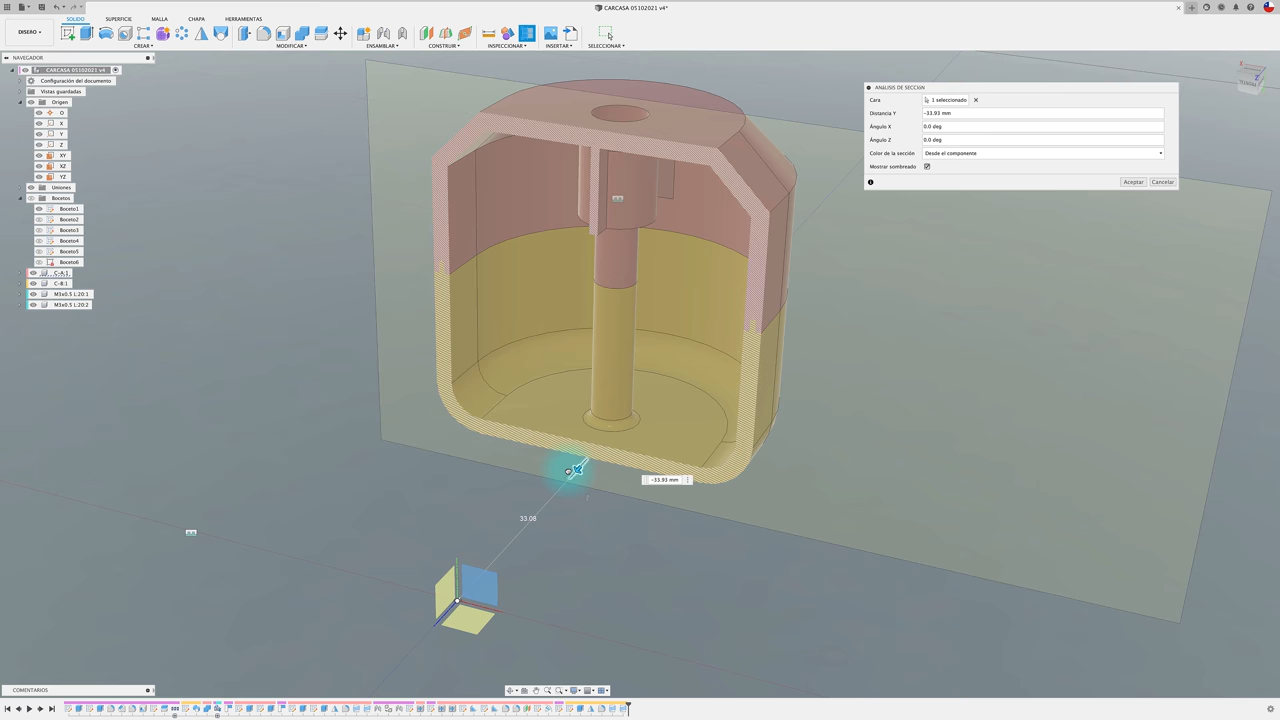 CARCASA 05102021 v4*
DISEÑO
SÓLIDO
SUPERFICIE
MALLA
CHAPA
HERRAMIENTAS
CREAR
MODIFICAR
ENSAMBLAR
CONSTRUIR
INSPECCIONAR
INSERTAR
SELECCIONAR
NAVEGADOR
CARCASA 05102021 v4
Configuración del documento
Vistas guardadas
Origen
O
X
Y
Z
XY
XZ
YZ
Uniones
Bocetos
Boceto1
Boceto2
Boceto3
Boceto4
Boceto5
Boceto6
C-A:1
C-B:1
M3x0.5 L:20:1
M3x0.5 L:20:2
ANÁLISIS DE SECCIÓN
Cara
1 seleccionado
Distancia Y
-33.93 mm
Ángulo X
0.0 deg
Ángulo Z
0.0 deg
Color de la sección
Desde el componente
Mostrar sombreado
Aceptar
Cancelar
X
Z
-33.93 mm
33.08
COMENTARIOS